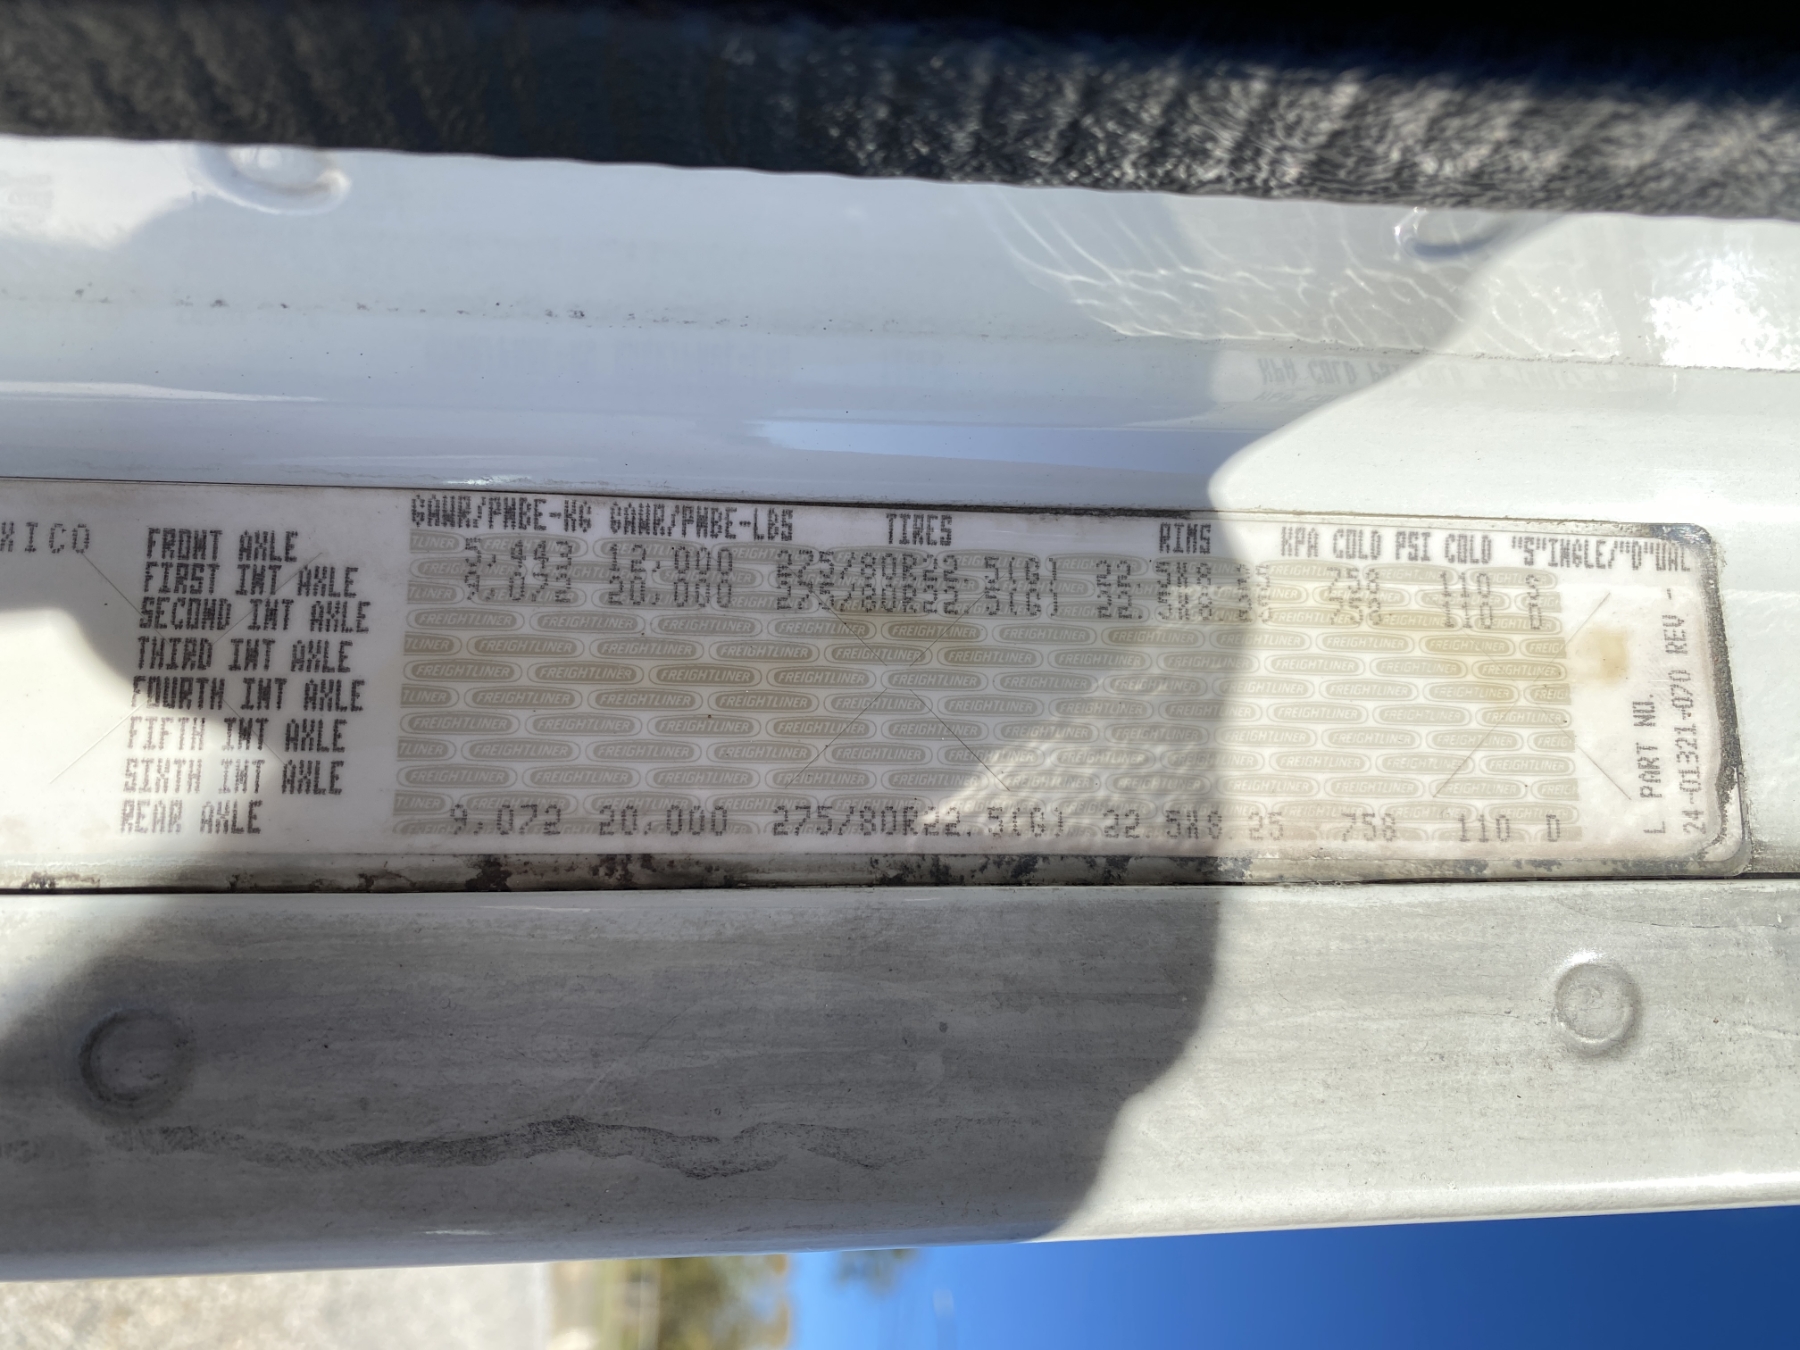 GAWR/PNBE-KG GAWR/PNBE-LBS TIRES RIMS KPA COLD PSI COLD "S"INGLE/"D"UAL
XICO
FRONT AXLE 5,443 12,000 275/80R22.5(G) 22.5X8.25 758 110 S
FIRST INT AXLE 9,072 20,000 275/80R22.5(G) 22.5X8.25 758 110 D
SECOND INT AXLE
THIRD INT AXLE
FOURTH INT AXLE
FIFTH INT AXLE
SIXTH INT AXLE
REAR AXLE 9,072 20,000 275/80R22.5(G) 22.5X8.25 758 110 D
FREIGHTLINER
L PART NO.
24-01321-070 REV -